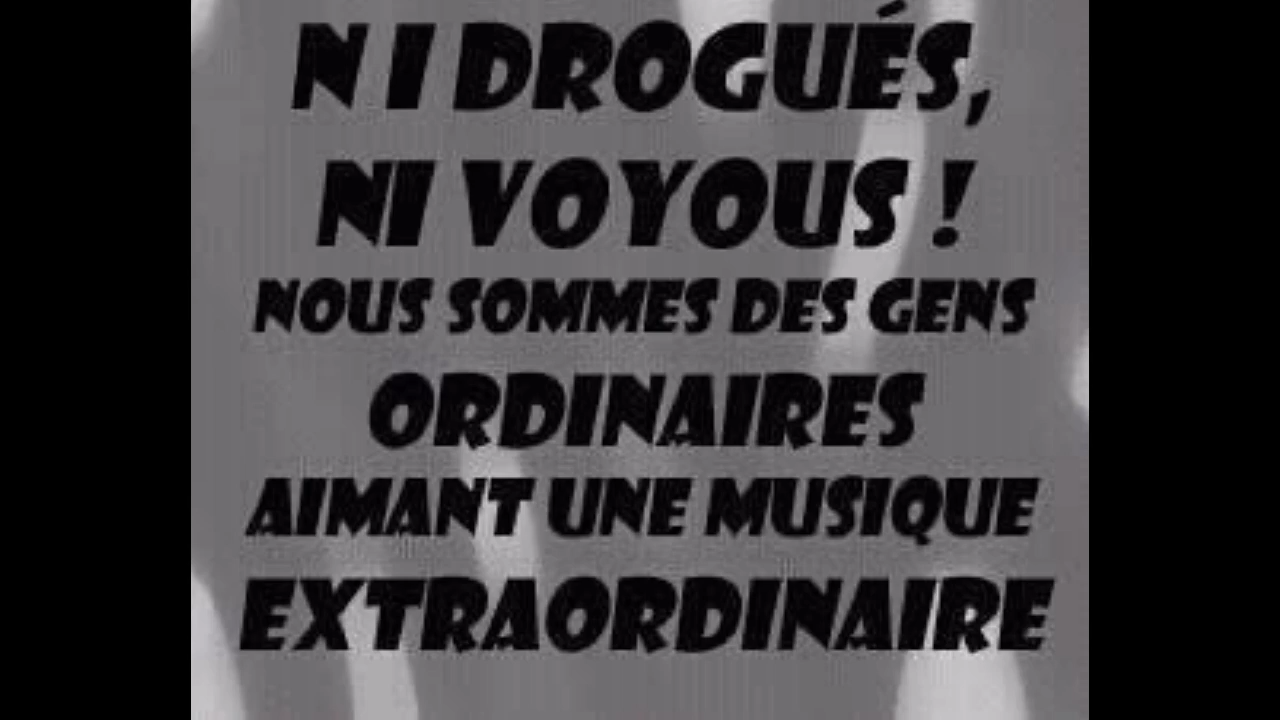 NI DROGUÉS,
NI VOYOUS !
NOUS SOMMES DES GENS
ORDINAIRES
AIMANT UNE MUSIQUE
EXTRAORDINAIRE